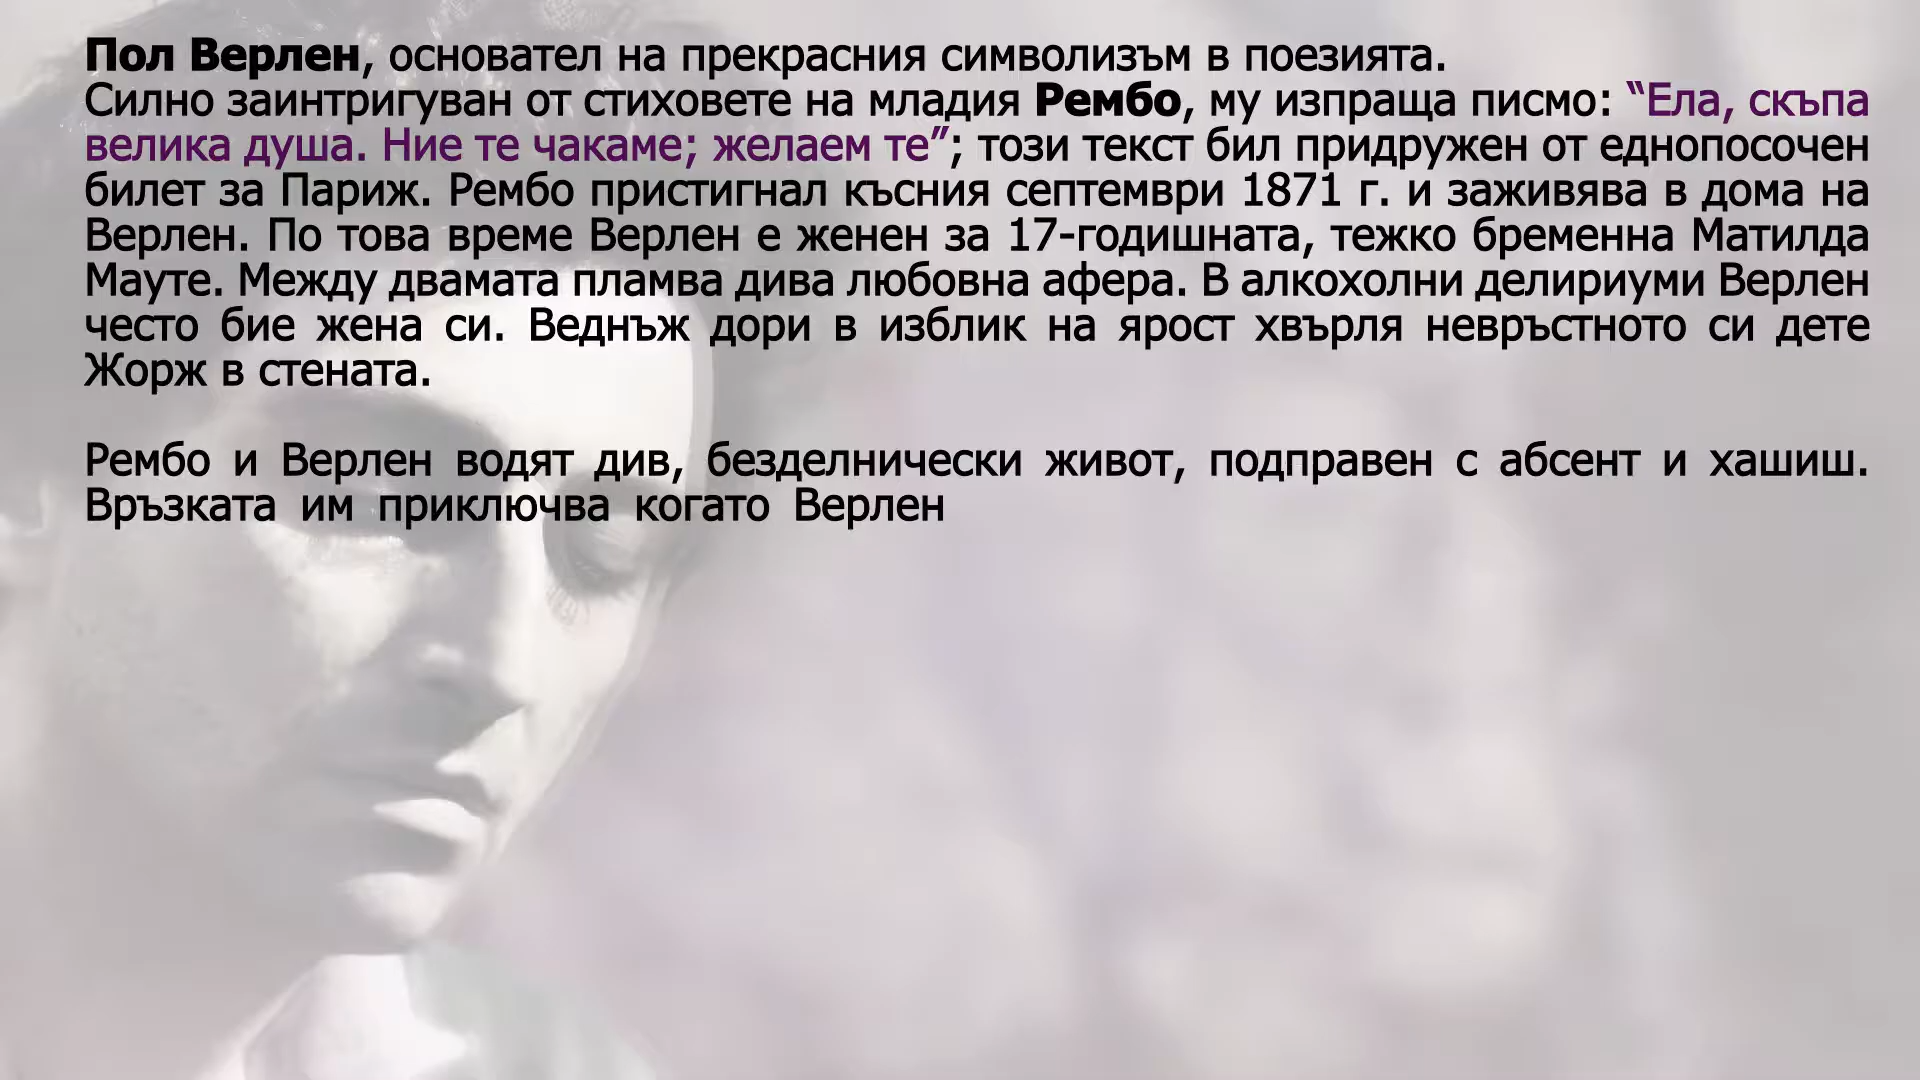 Пол Верлен, основател на прекрасния символизъм в поезията.
Силно заинтригуван от стиховете на младия Рембо, му изпраща писмо: “Ела, скъпа
велика душа. Ние те чакаме; желаем те”; този текст бил придружен от еднопосочен
билет за Париж. Рембо пристигнал късния септември 1871 г. и заживява в дома на
Верлен. По това време Верлен е женен за 17-годишната, тежко бременна Матилда
Мауте. Между двамата пламва дива любовна афера. В алкохолни делириуми Верлен
често бие жена си. Веднъж дори в изблик на ярост хвърля невръстното си дете
Жорж в стената.
Рембо и Верлен водят див, безделнически живот, подправен с абсент и хашиш.
Връзката им приключва когато Верлен